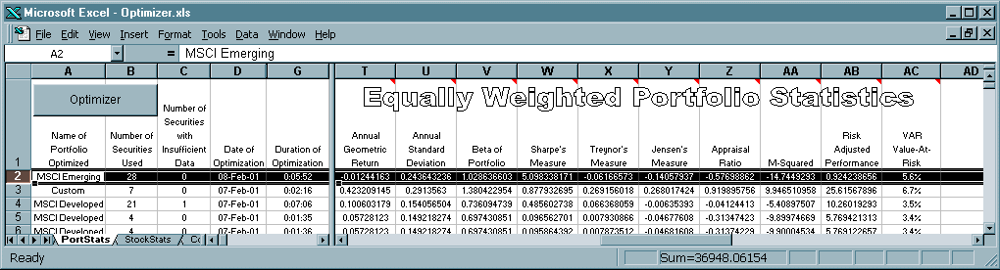 Microsoft Excel - Optimizer.xls
File Edit View Insert Format Tools Data Window Help
A2 = MSCI Emerging
A B C D G T U V W X Y Z AA AB AC AD
Optimizer
Equally Weighted Portfolio Statistics
1 Name of Portfolio Optimized Number of Securities Used Number of Securities with Insufficient Data Date of Optimization Duration of Optimization Annual Geometric Return Annual Standard Deviation Beta of Portfolio Sharpe's Measure Treynor's Measure Jensen's Measure Appraisal Ratio M-Squared Risk Adjusted Performance VAR Value-At-Risk
2 MSCI Emerging 28 0 08-Feb-01 0:05:52 -0.01244163 0.243643236 1.028636603 5.098338171 -0.06166573 -0.14057937 -0.57698862 -14.7449293 0.924238656 5.6%
3 Custom 7 0 07-Feb-01 0:02:16 0.423209145 0.2913563 1.380422954 0.877932695 0.269156018 0.268017424 0.919895756 9.946510958 25.61567896 6.7%
4 MSCI Developed 21 1 07-Feb-01 0:07:06 0.100603179 0.154056504 0.736094739 0.485602738 0.066368059 -0.00635393 -0.04124413 -5.40897507 10.26019293 3.5%
5 MSCI Developed 4 0 07-Feb-01 0:01:35 0.05728123 0.149218274 0.697430851 0.096562701 0.007930866 -0.04677768 -0.31347423 -9.89974669 5.769421313 3.4%
6 MSCI Developed 4 0 07-Feb-01 0:01:36 0.05728123 0.149218274 0.697430851 0.095864392 0.007873512 -0.04681608 -0.31374229 -9.90004534 5.769122657 3.4%
PortStats StockStats
Ready Sum=36948.06154